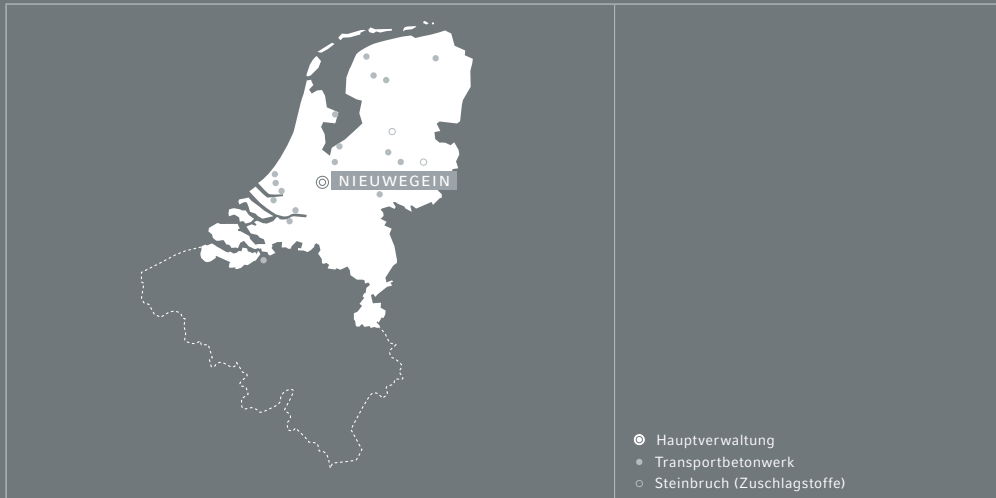 NIEUWEGEIN
Hauptverwaltung
Transportbetonwerk
Steinbruch (Zuschlagstoffe)